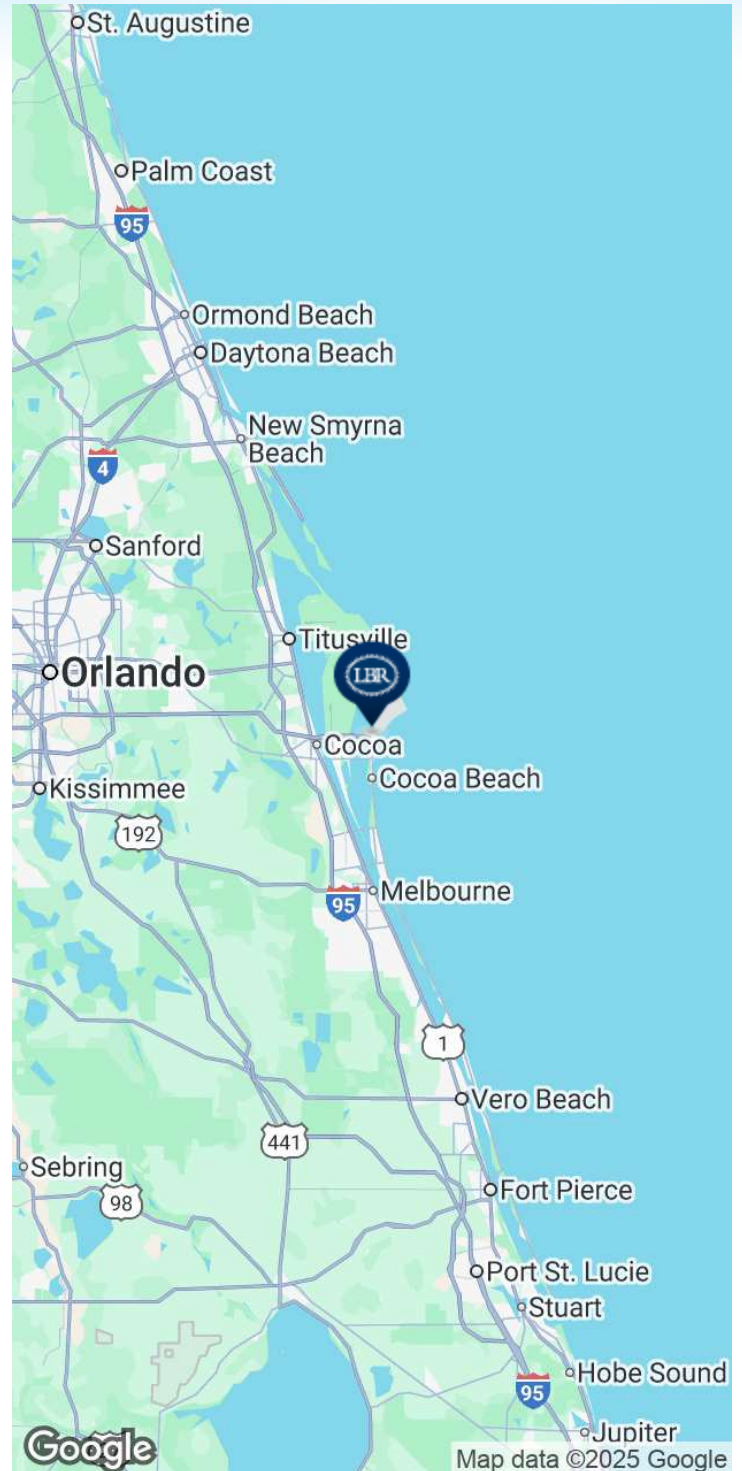 St. Augustine
Palm Coast
95
Ormond Beach
Daytona Beach
New Smyrna
Beach
4
Sanford
Titusville
Orlando
LBR
Cocoa
Cocoa Beach
Kissimmee
192
Melbourne
95
1
Vero Beach
441
Sebring
Fort Pierce
98
Port St. Lucie
Stuart
Hobe Sound
95
Jupiter
Google
Map data ©2025 Google